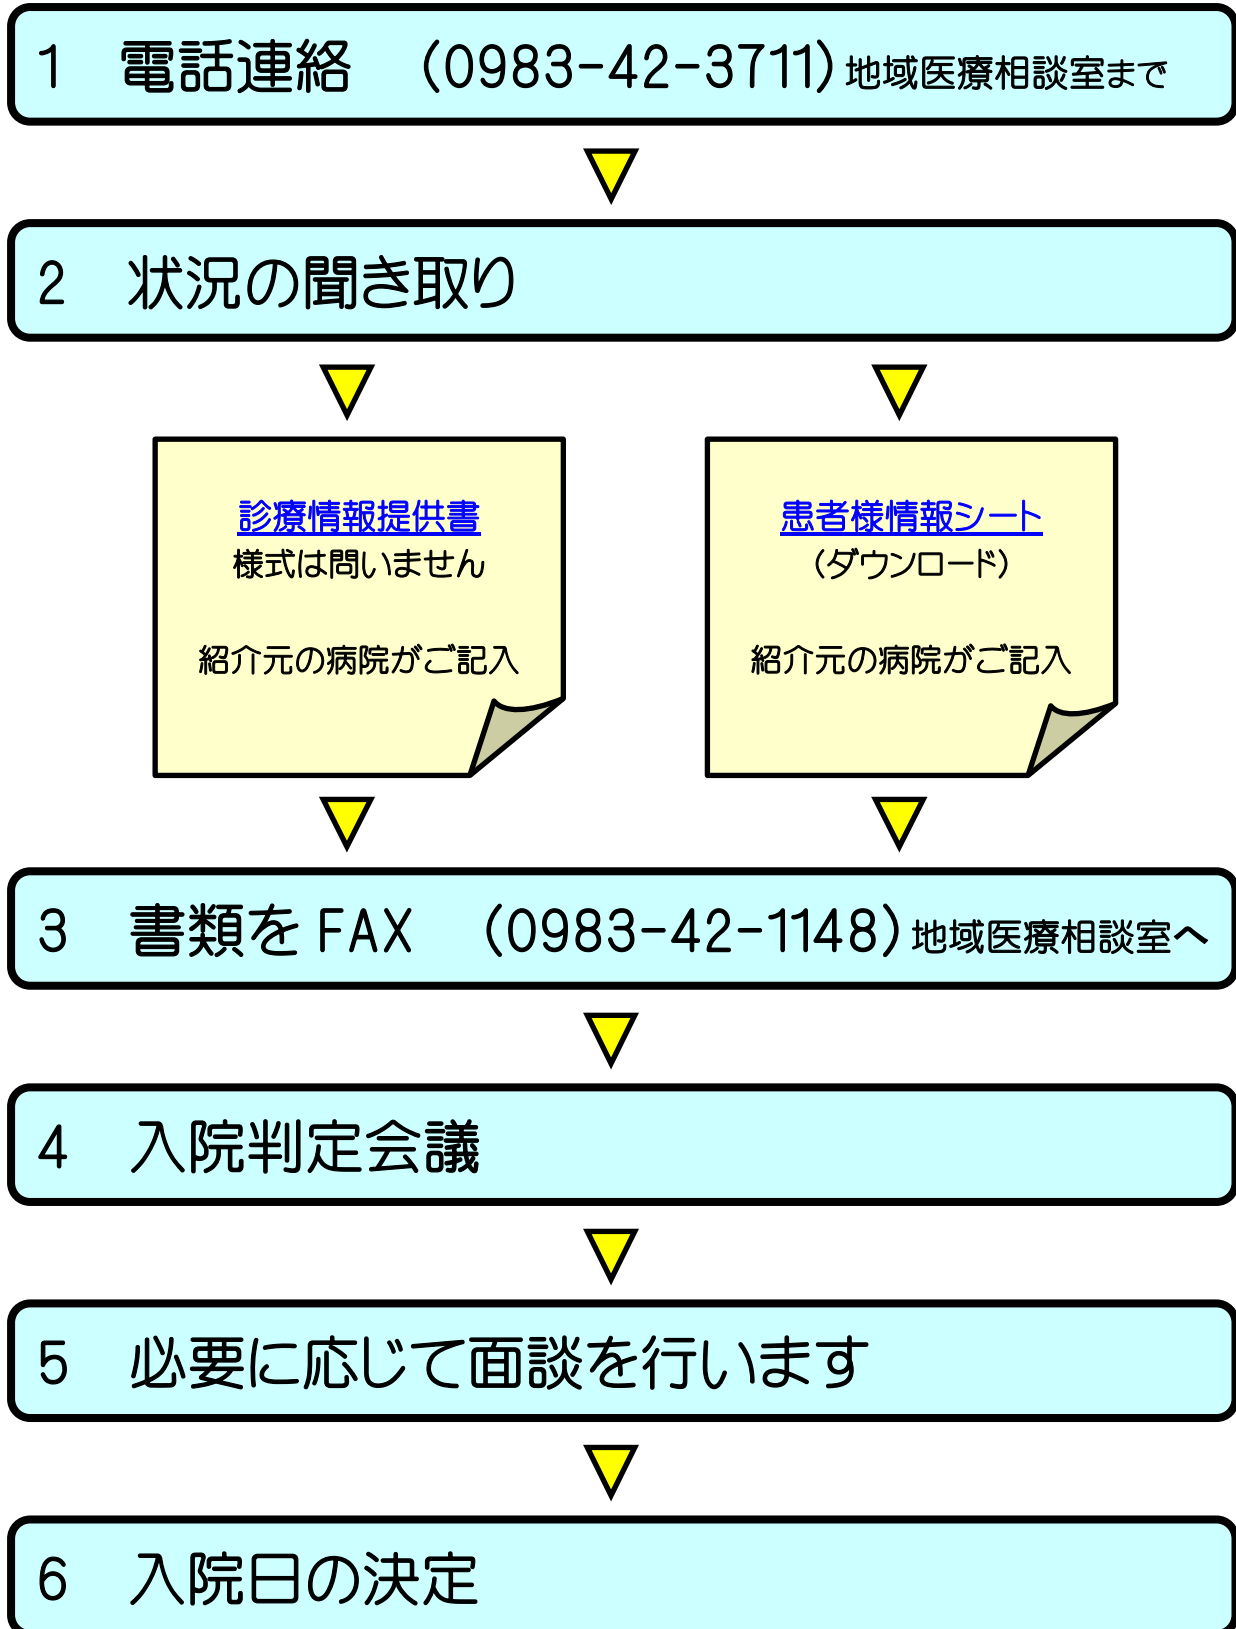 1 電話連絡 (0983-42-3711)地域医療相談室まで
2 状況の聞き取り
診療情報提供書
様式は問いません
紹介元の病院がご記入
患者様情報シート
(ダウンロード)
紹介元の病院がご記入
3 書類をFAX (0983-42-1148)地域医療相談室へ
4 入院判定会議
5 必要に応じて面談を行います
6 入院日の決定